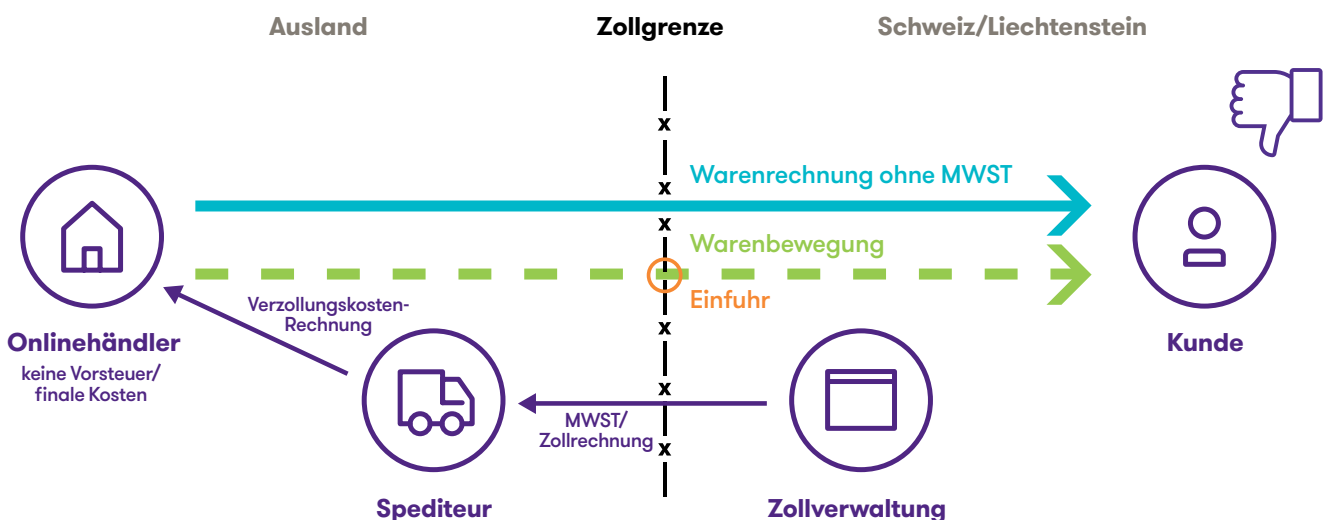 Ausland
Zollgrenze
Schweiz/Liechtenstein
x
x
Warenrechnung ohne MWST
x
Warenbewegung
Einfuhr
Verzollungskosten-
Rechnung
x
Onlinehändler
keine Vorsteuer/
finale Kosten
Kunde
x
MWST/
Zollrechnung
x
Spediteur
Zollverwaltung